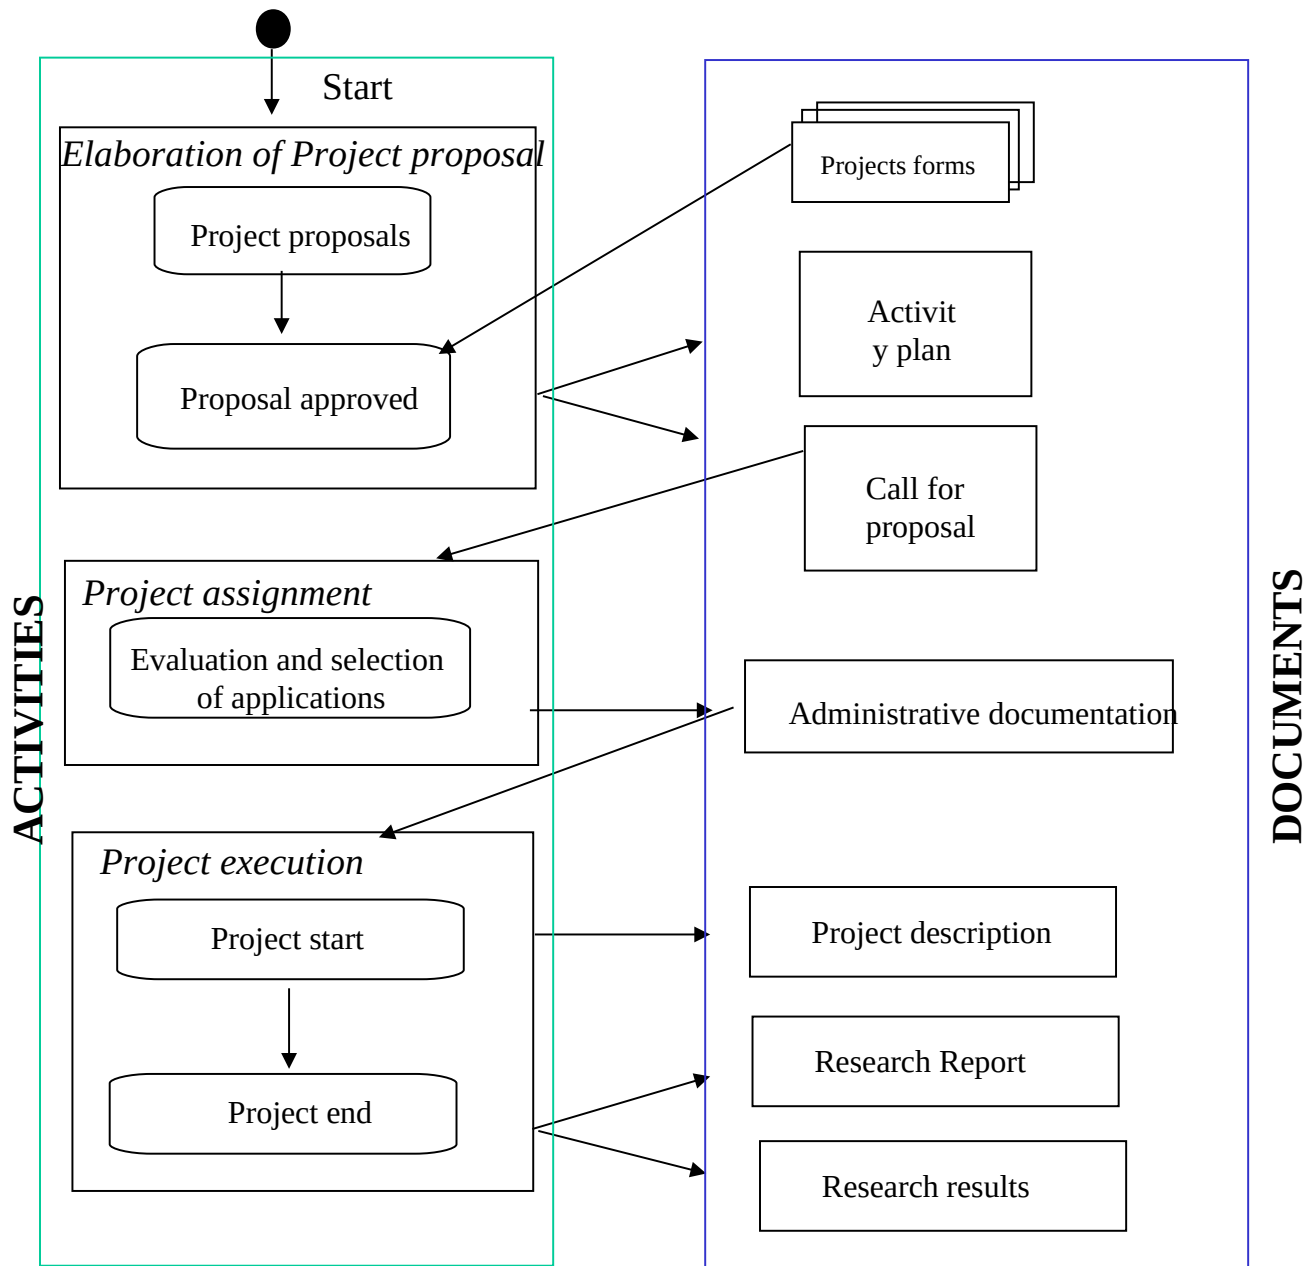 Start
Elaboration of Project proposal
Project proposals
Proposal approved
Project assignment
Evaluation and selection
of applications
Project execution
Project start
Project end
ACTIVITIES
Projects forms
Activit
y plan
Call for
proposal
Administrative documentation
Project description
Research Report
Research results
DOCUMENTS